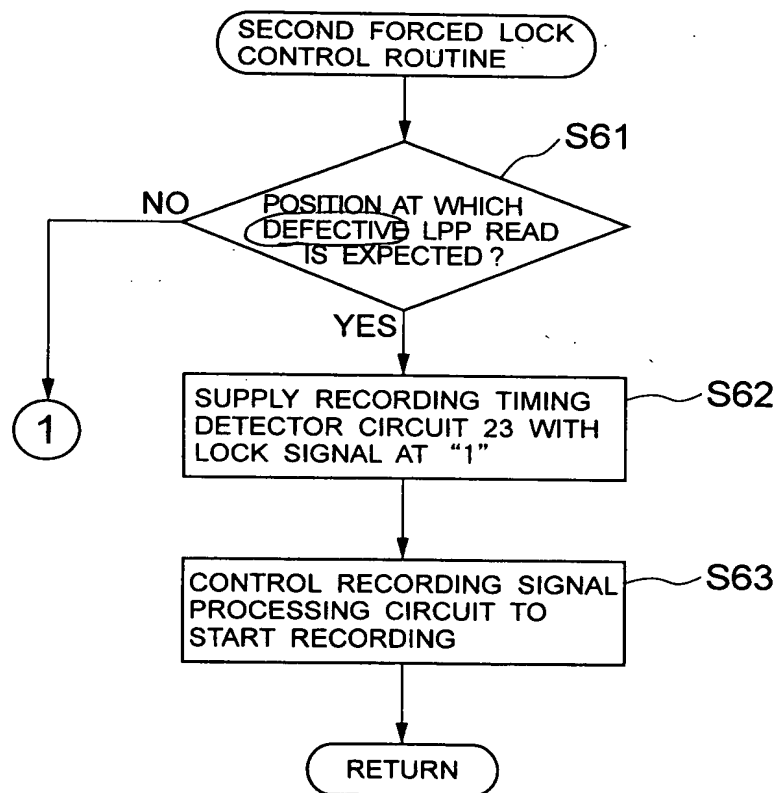 SECOND FORCED LOCK
CONTROL ROUTINE
S61
NO
POSITION AT WHICH
DEFECTIVE LPP READ
IS EXPECTED ?
YES
1
SUPPLY RECORDING TIMING
DETECTOR CIRCUIT 23 WITH
LOCK SIGNAL AT “1”
S62
CONTROL RECORDING SIGNAL
PROCESSING CIRCUIT TO
START RECORDING
S63
RETURN